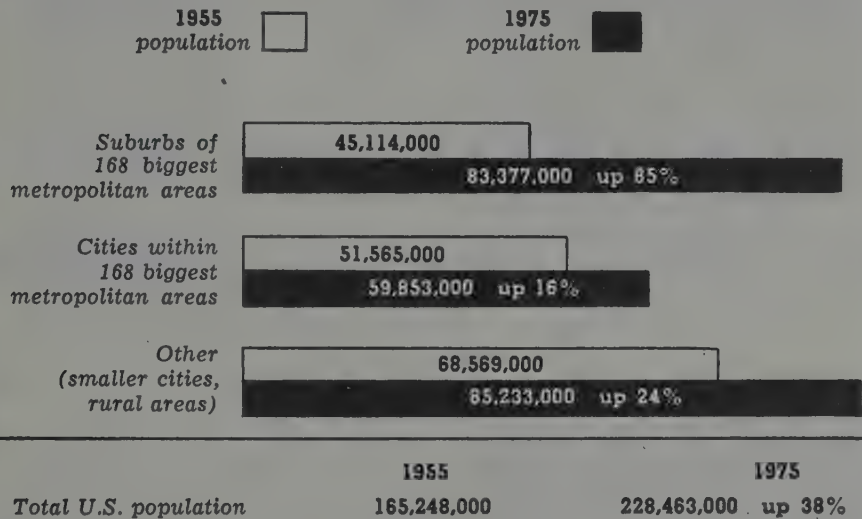 1955 population
1975 population
Suburbs of
168 biggest
metropolitan areas
45,114,000
83,377,000 up 85%
Cities within
168 biggest
metropolitan areas
51,565,000
59,853,000 up 16%
Other
(smaller cities,
rural areas)
68,569,000
85,233,000 up 24%
1955 1975
Total U.S. population 165,248,000 228,463,000 up 38%